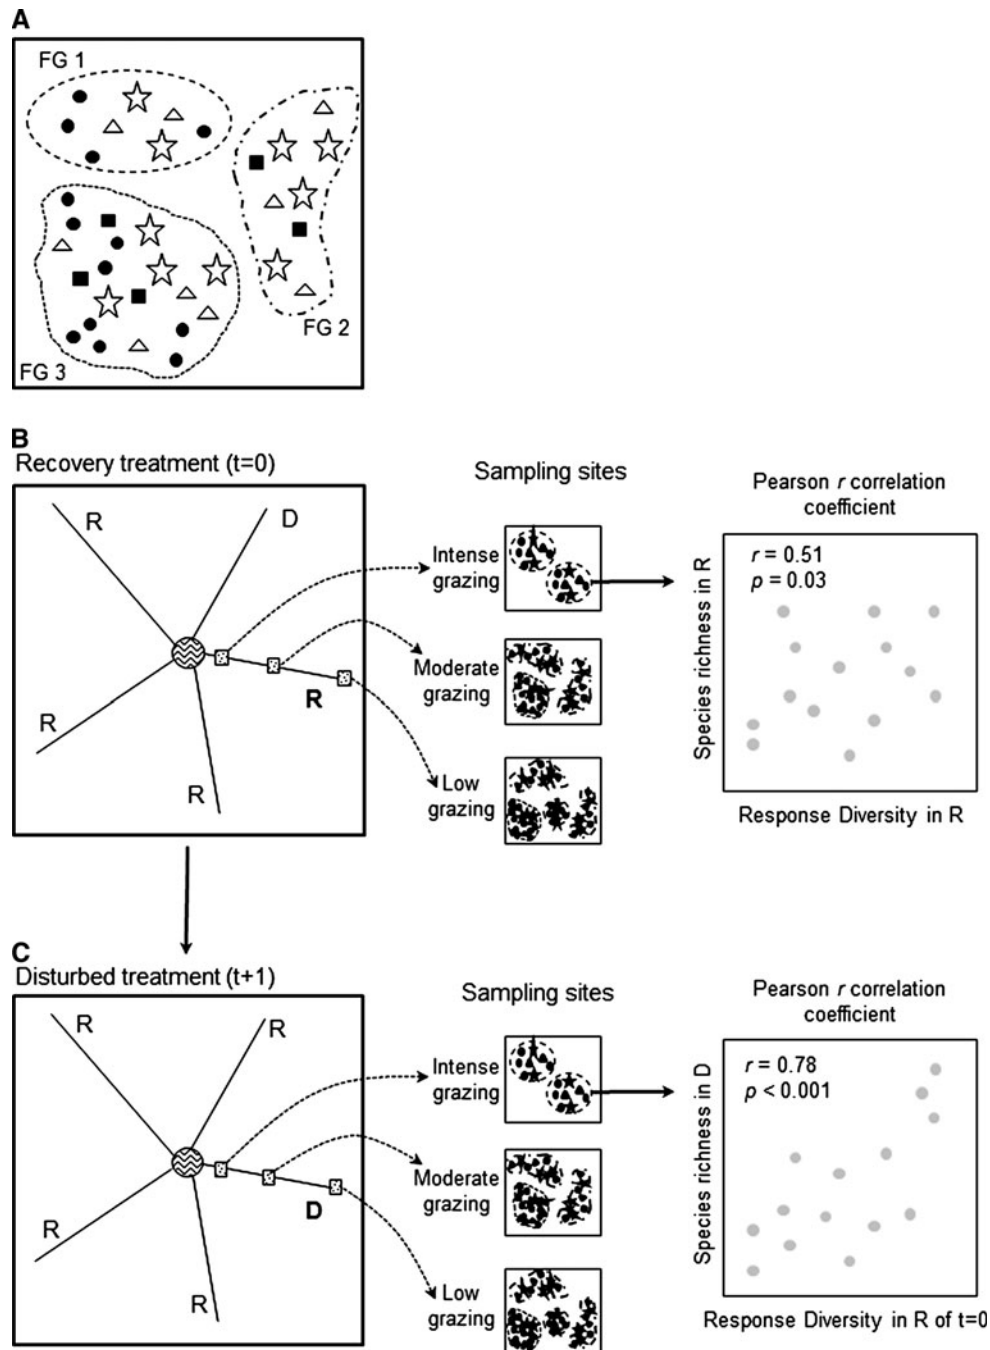 A
FG 1
FG 2
FG 3
B
Recovery treatment (t=0)
Sampling sites
Pearson r correlation
coefficient
R
D
R
R
R
Intense
grazing
Moderate
grazing
Low
grazing
r = 0.51
p = 0.03
Species richness in R
Response Diversity in R
C
Disturbed treatment (t+1)
Sampling sites
Pearson r correlation
coefficient
R
R
D
R
R
Intense
grazing
Moderate
grazing
Low
grazing
r = 0.78
p < 0.001
Species richness in D
Response Diversity in R of t=0